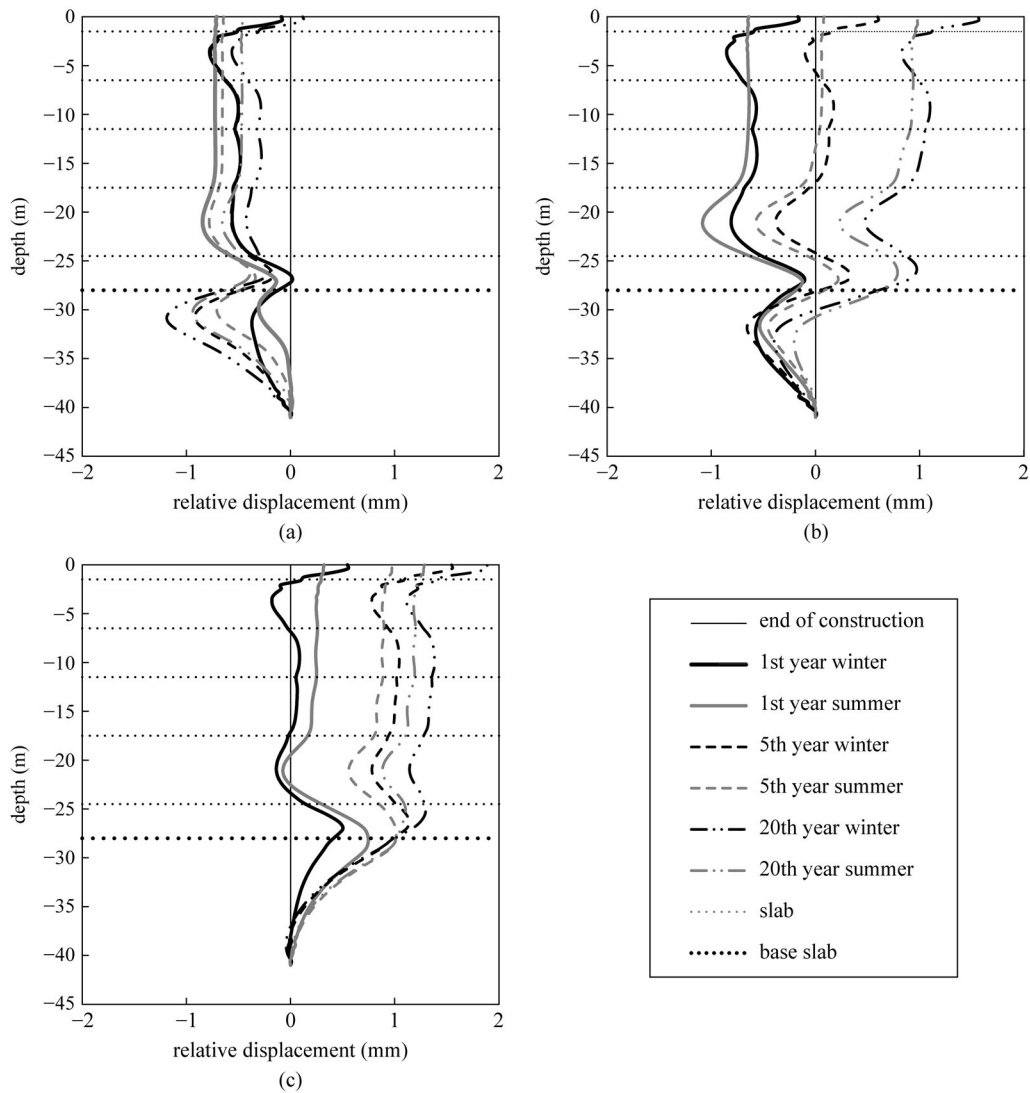 0
−5
−10
−15
−20
−25
−30
−35
−40
−45
depth (m)
−2 −1 0 1 2
relative displacement (mm)
(a)
0
−5
−10
−15
−20
−25
−30
−35
−40
−45
depth (m)
−2 −1 0 1 2
relative displacement (mm)
(b)
0
−5
−10
−15
−20
−25
−30
−35
−40
−45
depth (m)
−2 −1 0 1 2
relative displacement (mm)
(c)
end of construction
1st year winter
1st year summer
5th year winter
5th year summer
20th year winter
20th year summer
slab
base slab